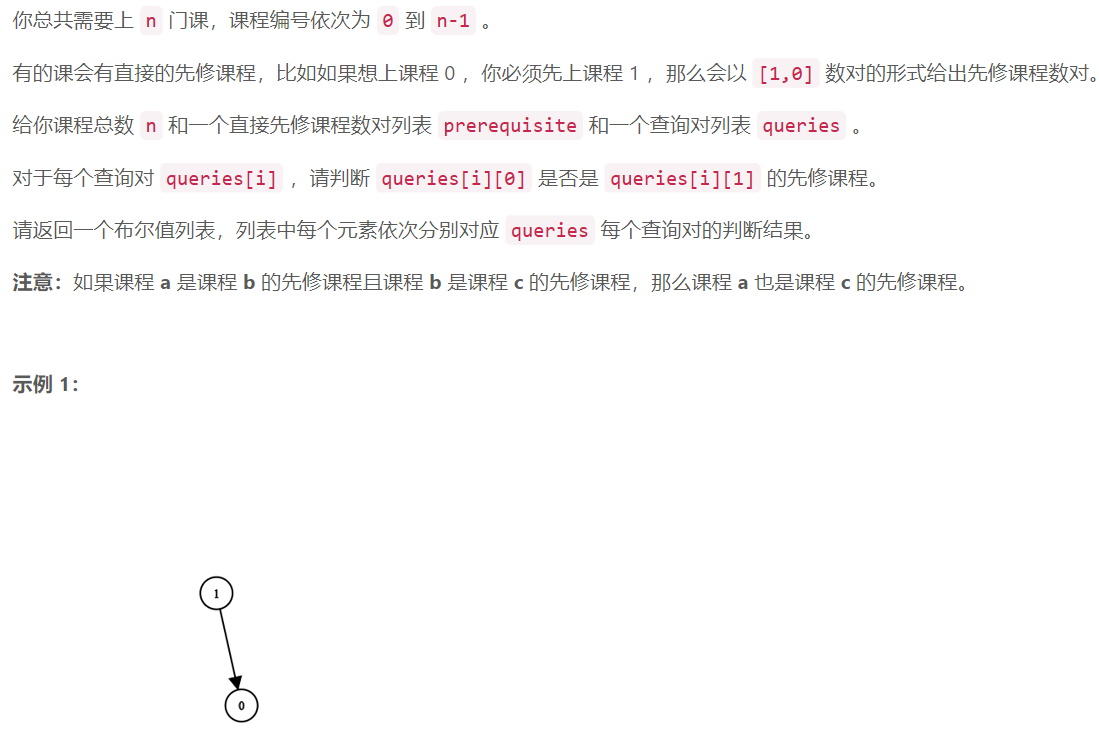 你总共需要上 n 门课，课程编号依次为 0 到 n-1 。
有的课会有直接的先修课程，比如如果想上课程 0 ，你必须先上课程 1 ，那么会以 [1,0] 数对的形式给出先修课程数对。
给你课程总数 n 和一个直接先修课程数对列表 prerequisite 和一个查询对列表 queries 。
对于每个查询对 queries[i] ，请判断 queries[i][0] 是否是 queries[i][1] 的先修课程。
请返回一个布尔值列表，列表中每个元素依次分别对应 queries 每个查询对的判断结果。
注意：如果课程 a 是课程 b 的先修课程且课程 b 是课程 c 的先修课程，那么课程 a 也是课程 c 的先修课程。
示例 1：
1
0